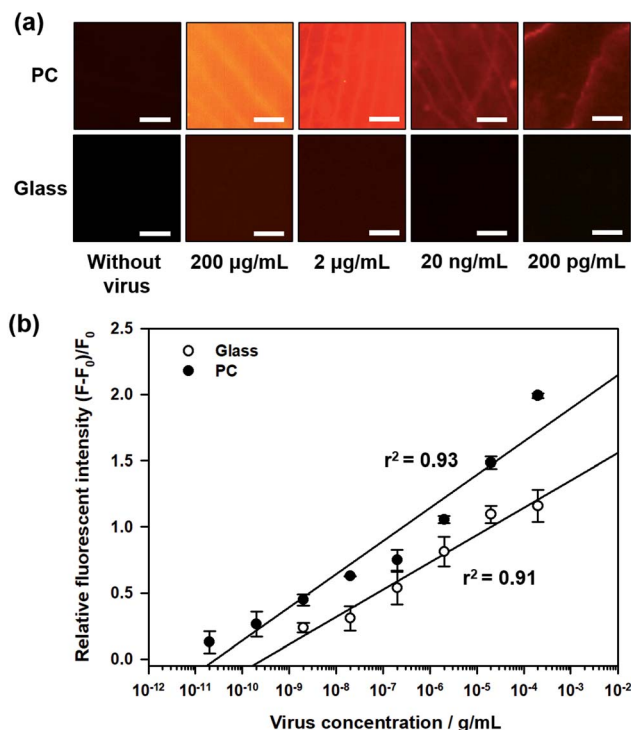 (a)
PC
Glass
Without virus
200 µg/mL
2 µg/mL
20 ng/mL
200 pg/mL
(b)
Relative fluorescent intensity (F-F₀)/F₀
2.5
2.0
1.5
1.0
0.5
0.0
Glass
PC
r² = 0.93
r² = 0.91
10⁻¹² 10⁻¹¹ 10⁻¹⁰ 10⁻⁹ 10⁻⁸ 10⁻⁷ 10⁻⁶ 10⁻⁵ 10⁻⁴ 10⁻³ 10⁻²
Virus concentration / g/mL